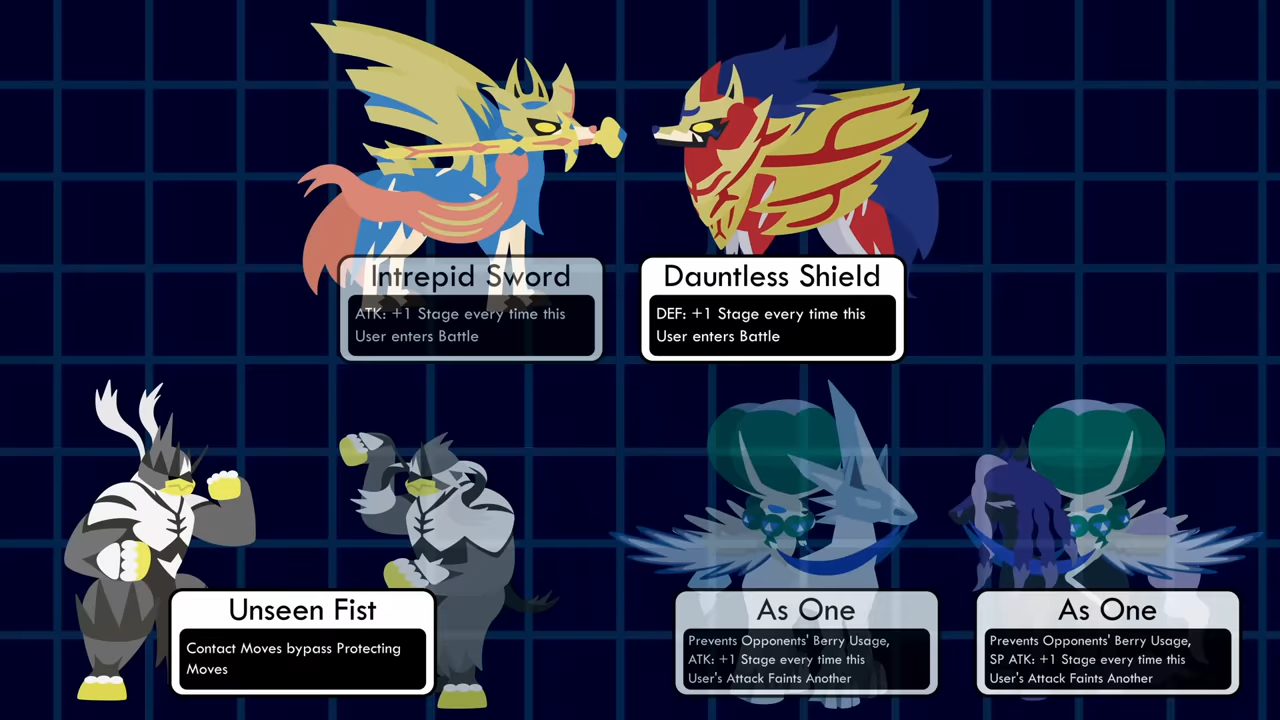 Intrepid Sword
ATK: +1 Stage every time this
User enters Battle
Dauntless Shield
DEF: +1 Stage every time this
User enters Battle
Unseen Fist
Contact Moves bypass Protecting
Moves
As One
Prevents Opponents' Berry Usage,
ATK: +1 Stage every time this
User's Attack Faints Another
As One
Prevents Opponents' Berry Usage,
SP ATK: +1 Stage every time this
User's Attack Faints Another